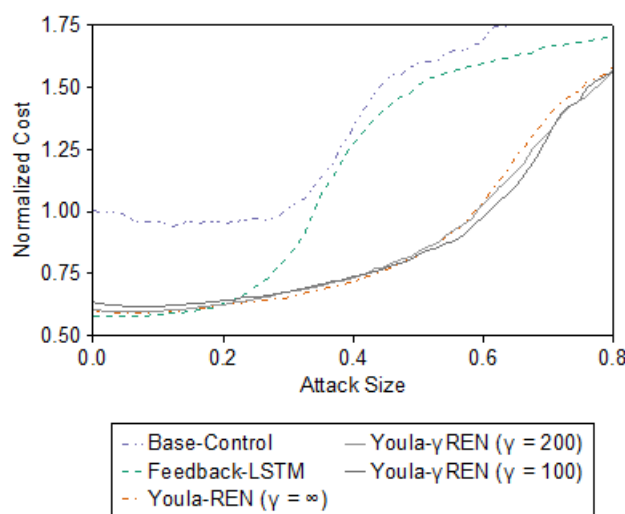 1.75
1.50
1.25
1.00
0.75
0.50
Normalized Cost
0.0 0.2 0.4 0.6 0.8
Attack Size
Base-Control
Feedback-LSTM
Youla-REN (γ = ∞)
Youla-γREN (γ = 200)
Youla-γREN (γ = 100)